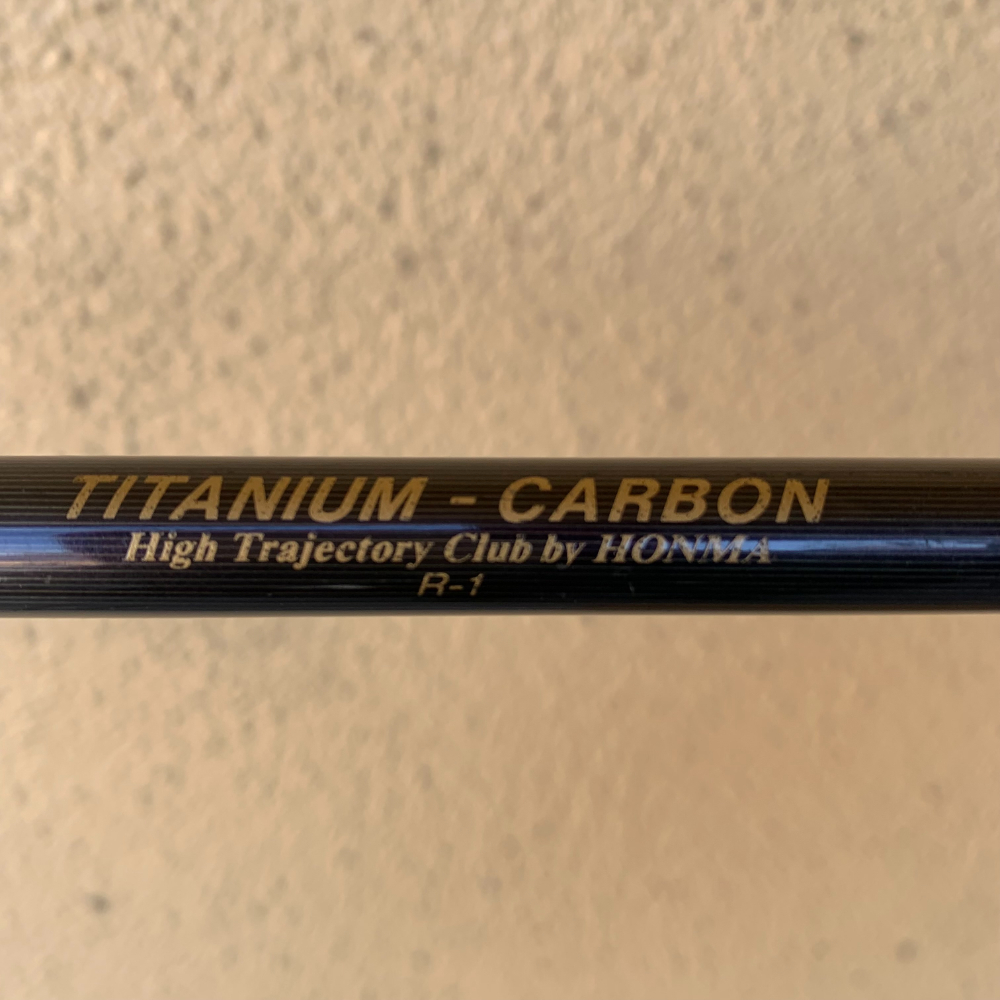 TITANIUM - CARBON
High Trajectory Club by HONMA
R-1